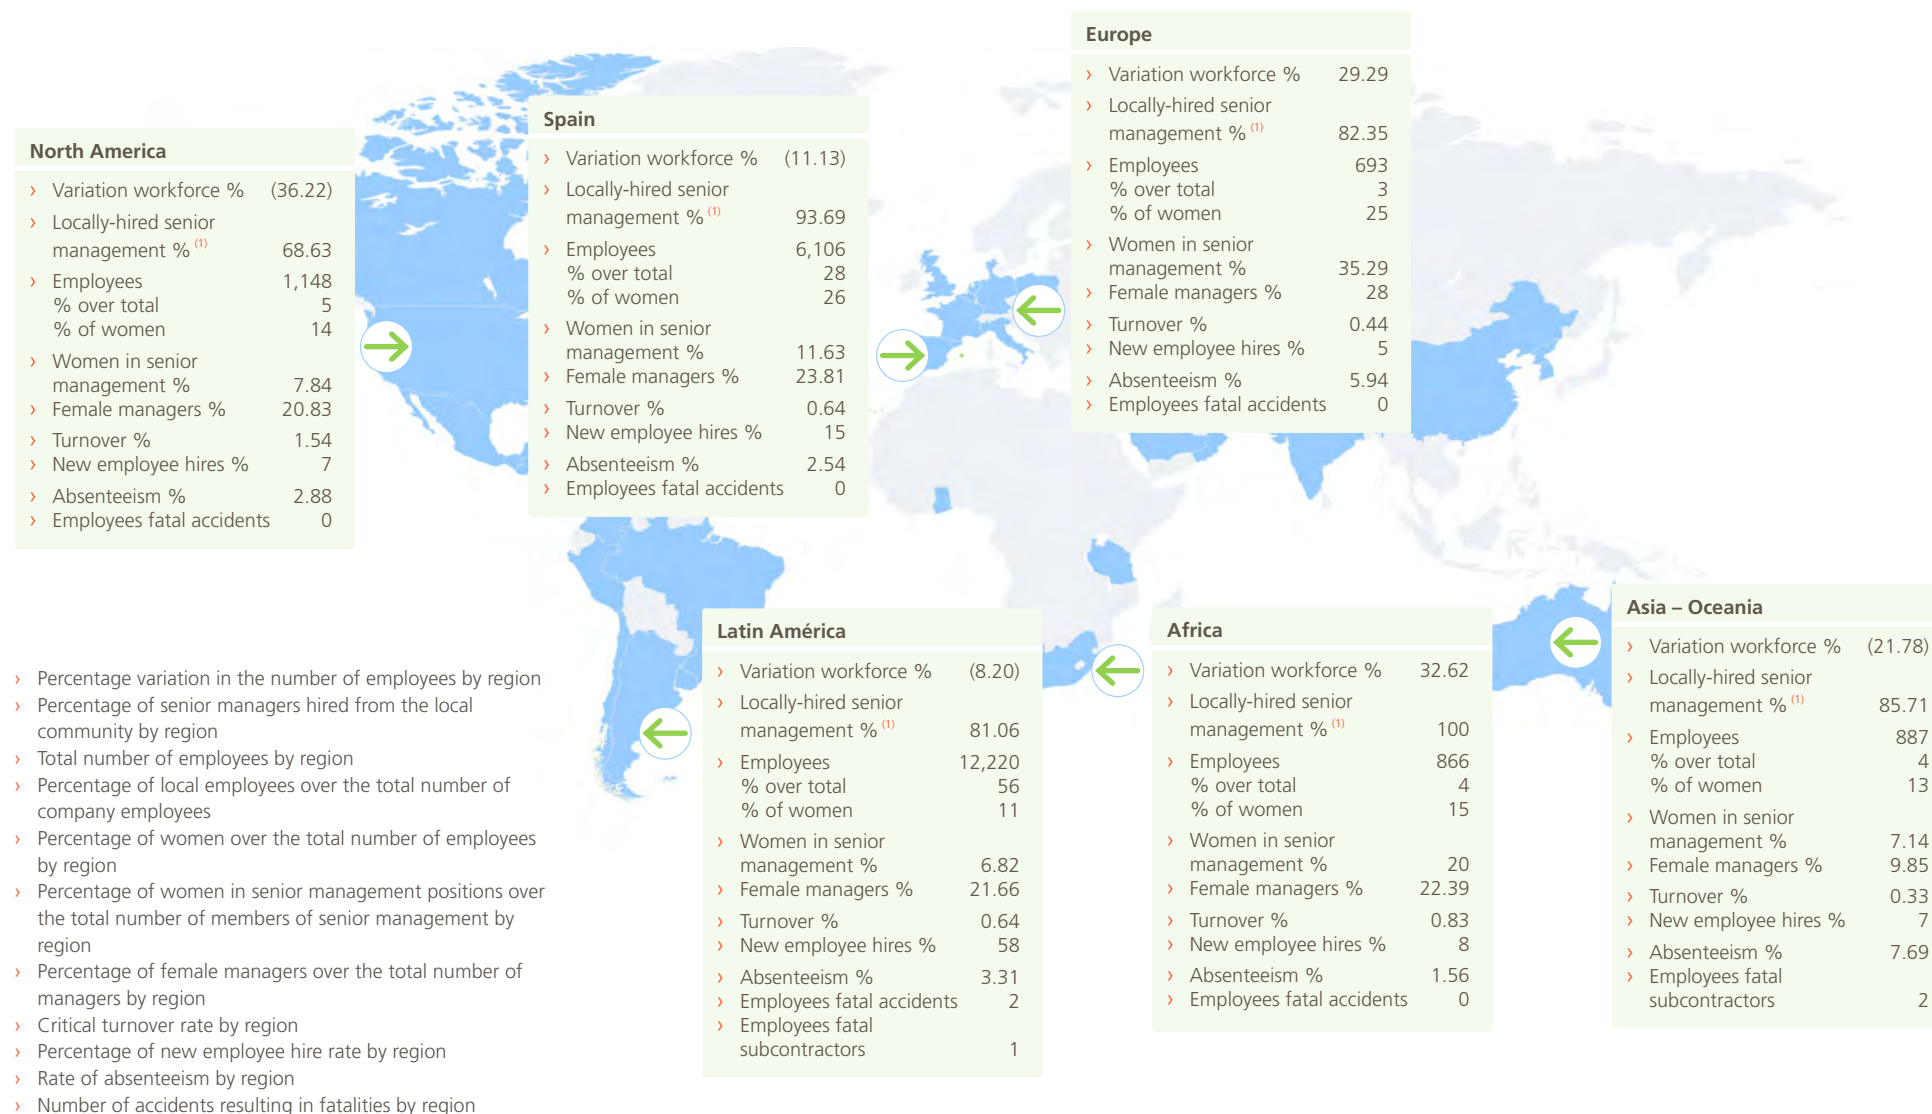 Europe
› Variation workforce % 29.29
› Locally-hired senior
management % (1) 82.35
› Employees 693
% over total 3
% of women 25
› Women in senior
management % 35.29
› Female managers % 28
› Turnover % 0.44
› New employee hires % 5
› Absenteeism % 5.94
› Employees fatal accidents 0
Spain
› Variation workforce % (11.13)
› Locally-hired senior
management % (1) 93.69
› Employees 6,106
% over total 28
% of women 26
› Women in senior
management % 11.63
› Female managers % 23.81
› Turnover % 0.64
› New employee hires % 15
› Absenteeism % 2.54
› Employees fatal accidents 0
North America
› Variation workforce % (36.22)
› Locally-hired senior
management % (1) 68.63
› Employees 1,148
% over total 5
% of women 14
› Women in senior
management % 7.84
› Female managers % 20.83
› Turnover % 1.54
› New employee hires % 7
› Absenteeism % 2.88
› Employees fatal accidents 0
Latin América
› Variation workforce % (8.20)
› Locally-hired senior
management % (1) 81.06
› Employees 12,220
% over total 56
% of women 11
› Women in senior
management % 6.82
› Female managers % 21.66
› Turnover % 0.64
› New employee hires % 58
› Absenteeism % 3.31
› Employees fatal accidents 2
› Employees fatal
subcontractors 1
Africa
› Variation workforce % 32.62
› Locally-hired senior
management % (1) 100
› Employees 866
% over total 4
% of women 15
› Women in senior
management % 20
› Female managers % 22.39
› Turnover % 0.83
› New employee hires % 8
› Absenteeism % 1.56
› Employees fatal accidents 0
Asia – Oceania
› Variation workforce % (21.78)
› Locally-hired senior
management % (1) 85.71
› Employees 887
% over total 4
% of women 13
› Women in senior
management % 7.14
› Female managers % 9.85
› Turnover % 0.33
› New employee hires % 7
› Absenteeism % 7.69
› Employees fatal
subcontractors 2
› Percentage variation in the number of employees by region
› Percentage of senior managers hired from the local
community by region
› Total number of employees by region
› Percentage of local employees over the total number of
company employees
› Percentage of women over the total number of employees
by region
› Percentage of women in senior management positions over
the total number of members of senior management by
region
› Percentage of female managers over the total number of
managers by region
› Critical turnover rate by region
› Percentage of new employee hire rate by region
› Rate of absenteeism by region
› Number of accidents resulting in fatalities by region